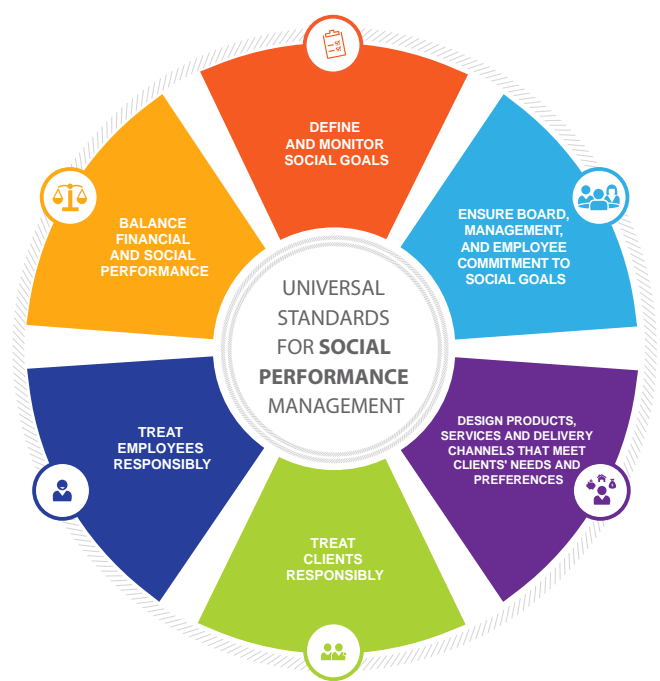 DEFINE
AND MONITOR
SOCIAL GOALS
ENSURE BOARD,
MANAGEMENT,
AND EMPLOYEE
COMMITMENT TO
SOCIAL GOALS
DESIGN PRODUCTS,
SERVICES AND DELIVERY
CHANNELS THAT MEET
CLIENTS' NEEDS AND
PREFERENCES
TREAT
CLIENTS
RESPONSIBLY
TREAT
EMPLOYEES
RESPONSIBLY
BALANCE
FINANCIAL
AND SOCIAL
PERFORMANCE
UNIVERSAL
STANDARDS
FOR SOCIAL
PERFORMANCE
MANAGEMENT